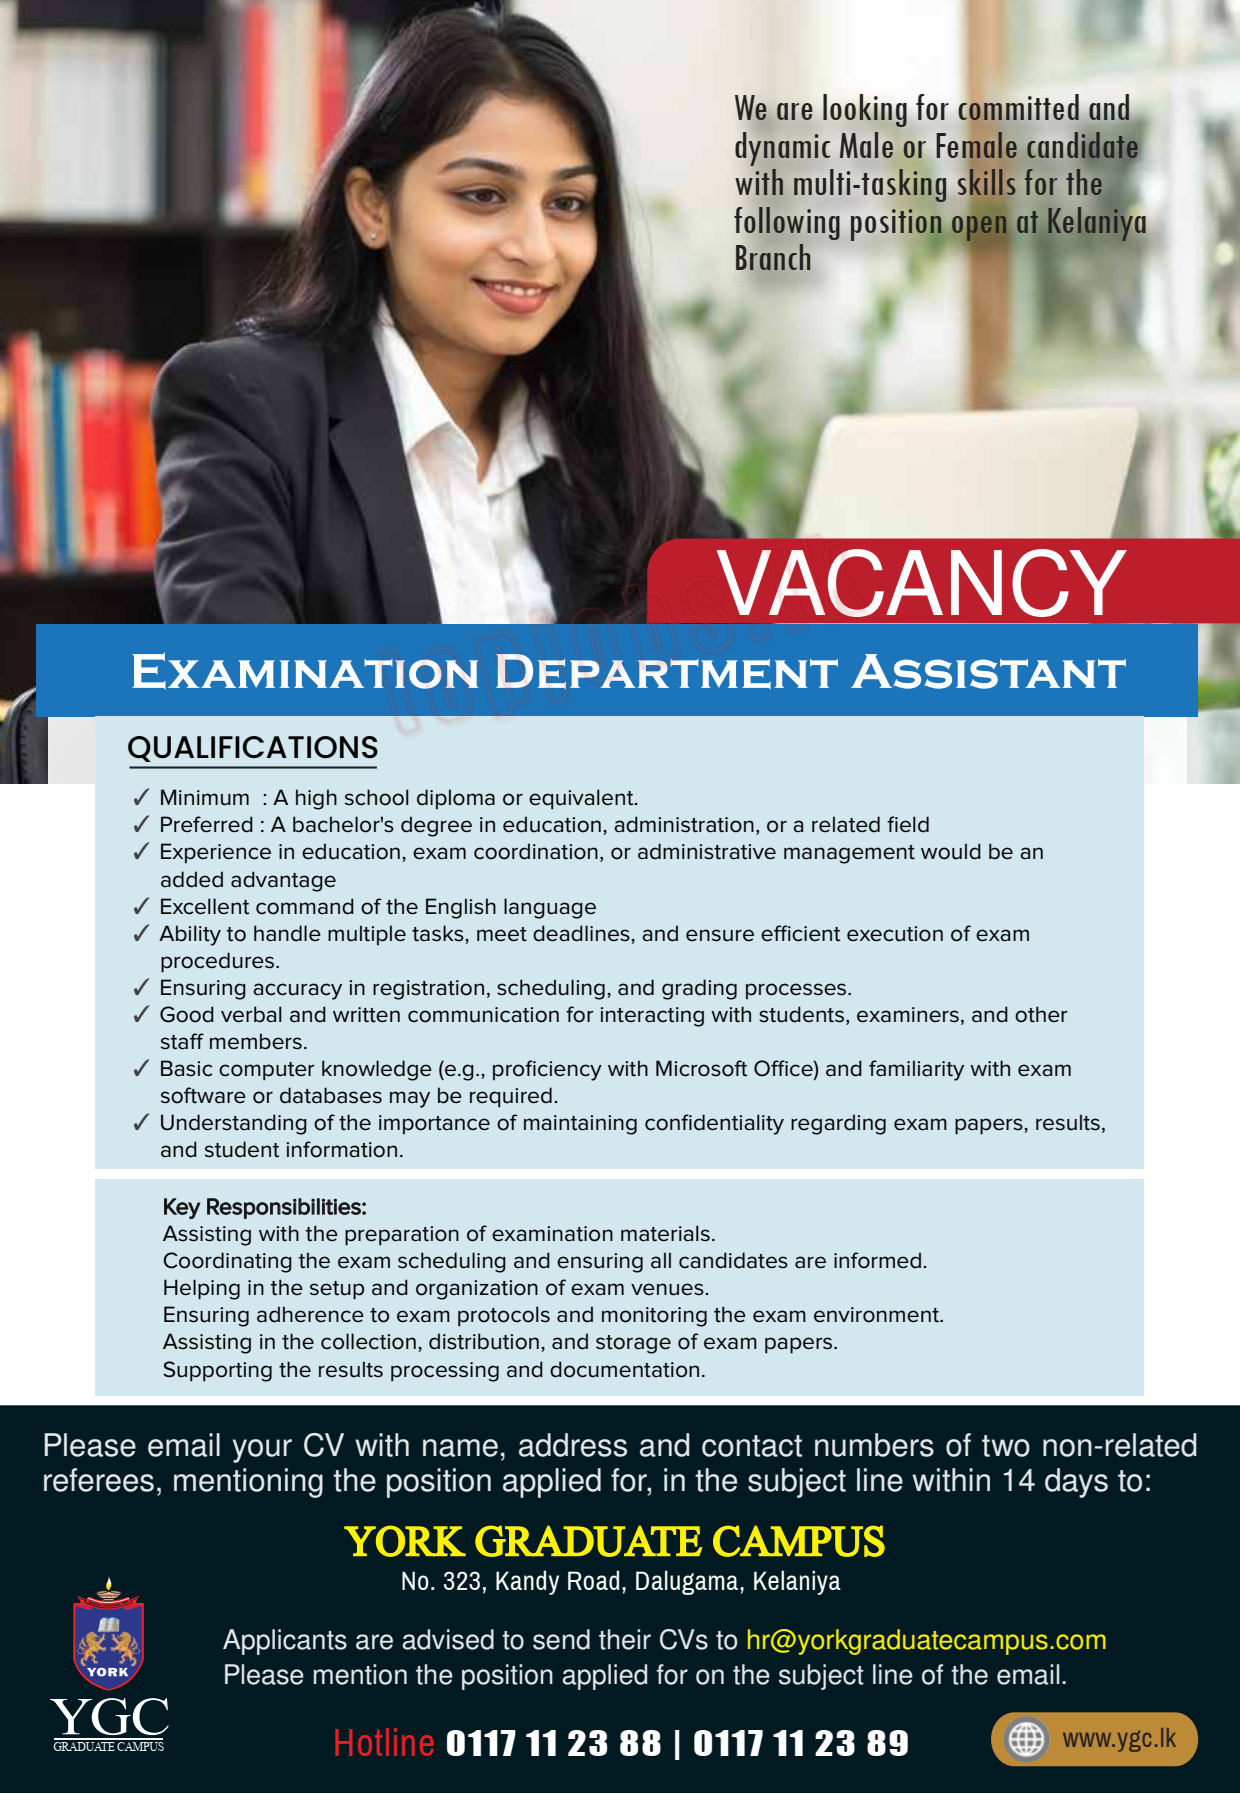 We are looking for committed and
dynamic Male or Female candidate
with multi-tasking skills for the
following position open at Kelaniya
Branch
VACANCY
topjobs.lk
EXAMINATION DEPARTMENT ASSISTANT
QUALIFICATIONS
✓ Minimum : A high school diploma or equivalent.
✓ Preferred : A bachelor's degree in education, administration, or a related field
✓ Experience in education, exam coordination, or administrative management would be an
added advantage
✓ Excellent command of the English language
✓ Ability to handle multiple tasks, meet deadlines, and ensure efficient execution of exam
procedures.
✓ Ensuring accuracy in registration, scheduling, and grading processes.
✓ Good verbal and written communication for interacting with students, examiners, and other
staff members.
✓ Basic computer knowledge (e.g., proficiency with Microsoft Office) and familiarity with exam
software or databases may be required.
✓ Understanding of the importance of maintaining confidentiality regarding exam papers, results,
and student information.
Key Responsibilities:
Assisting with the preparation of examination materials.
Coordinating the exam scheduling and ensuring all candidates are informed.
Helping in the setup and organization of exam venues.
Ensuring adherence to exam protocols and monitoring the exam environment.
Assisting in the collection, distribution, and storage of exam papers.
Supporting the results processing and documentation.
Please email your CV with name, address and contact numbers of two non-related
referees, mentioning the position applied for, in the subject line within 14 days to:
YORK GRADUATE CAMPUS
No. 323, Kandy Road, Dalugama, Kelaniya
Applicants are advised to send their CVs to hr@yorkgraduatecampus.com
Please mention the position applied for on the subject line of the email.
YORK
YGC
GRADUATE CAMPUS
Hotline 0117 11 23 88 | 0117 11 23 89
www.ygc.lk